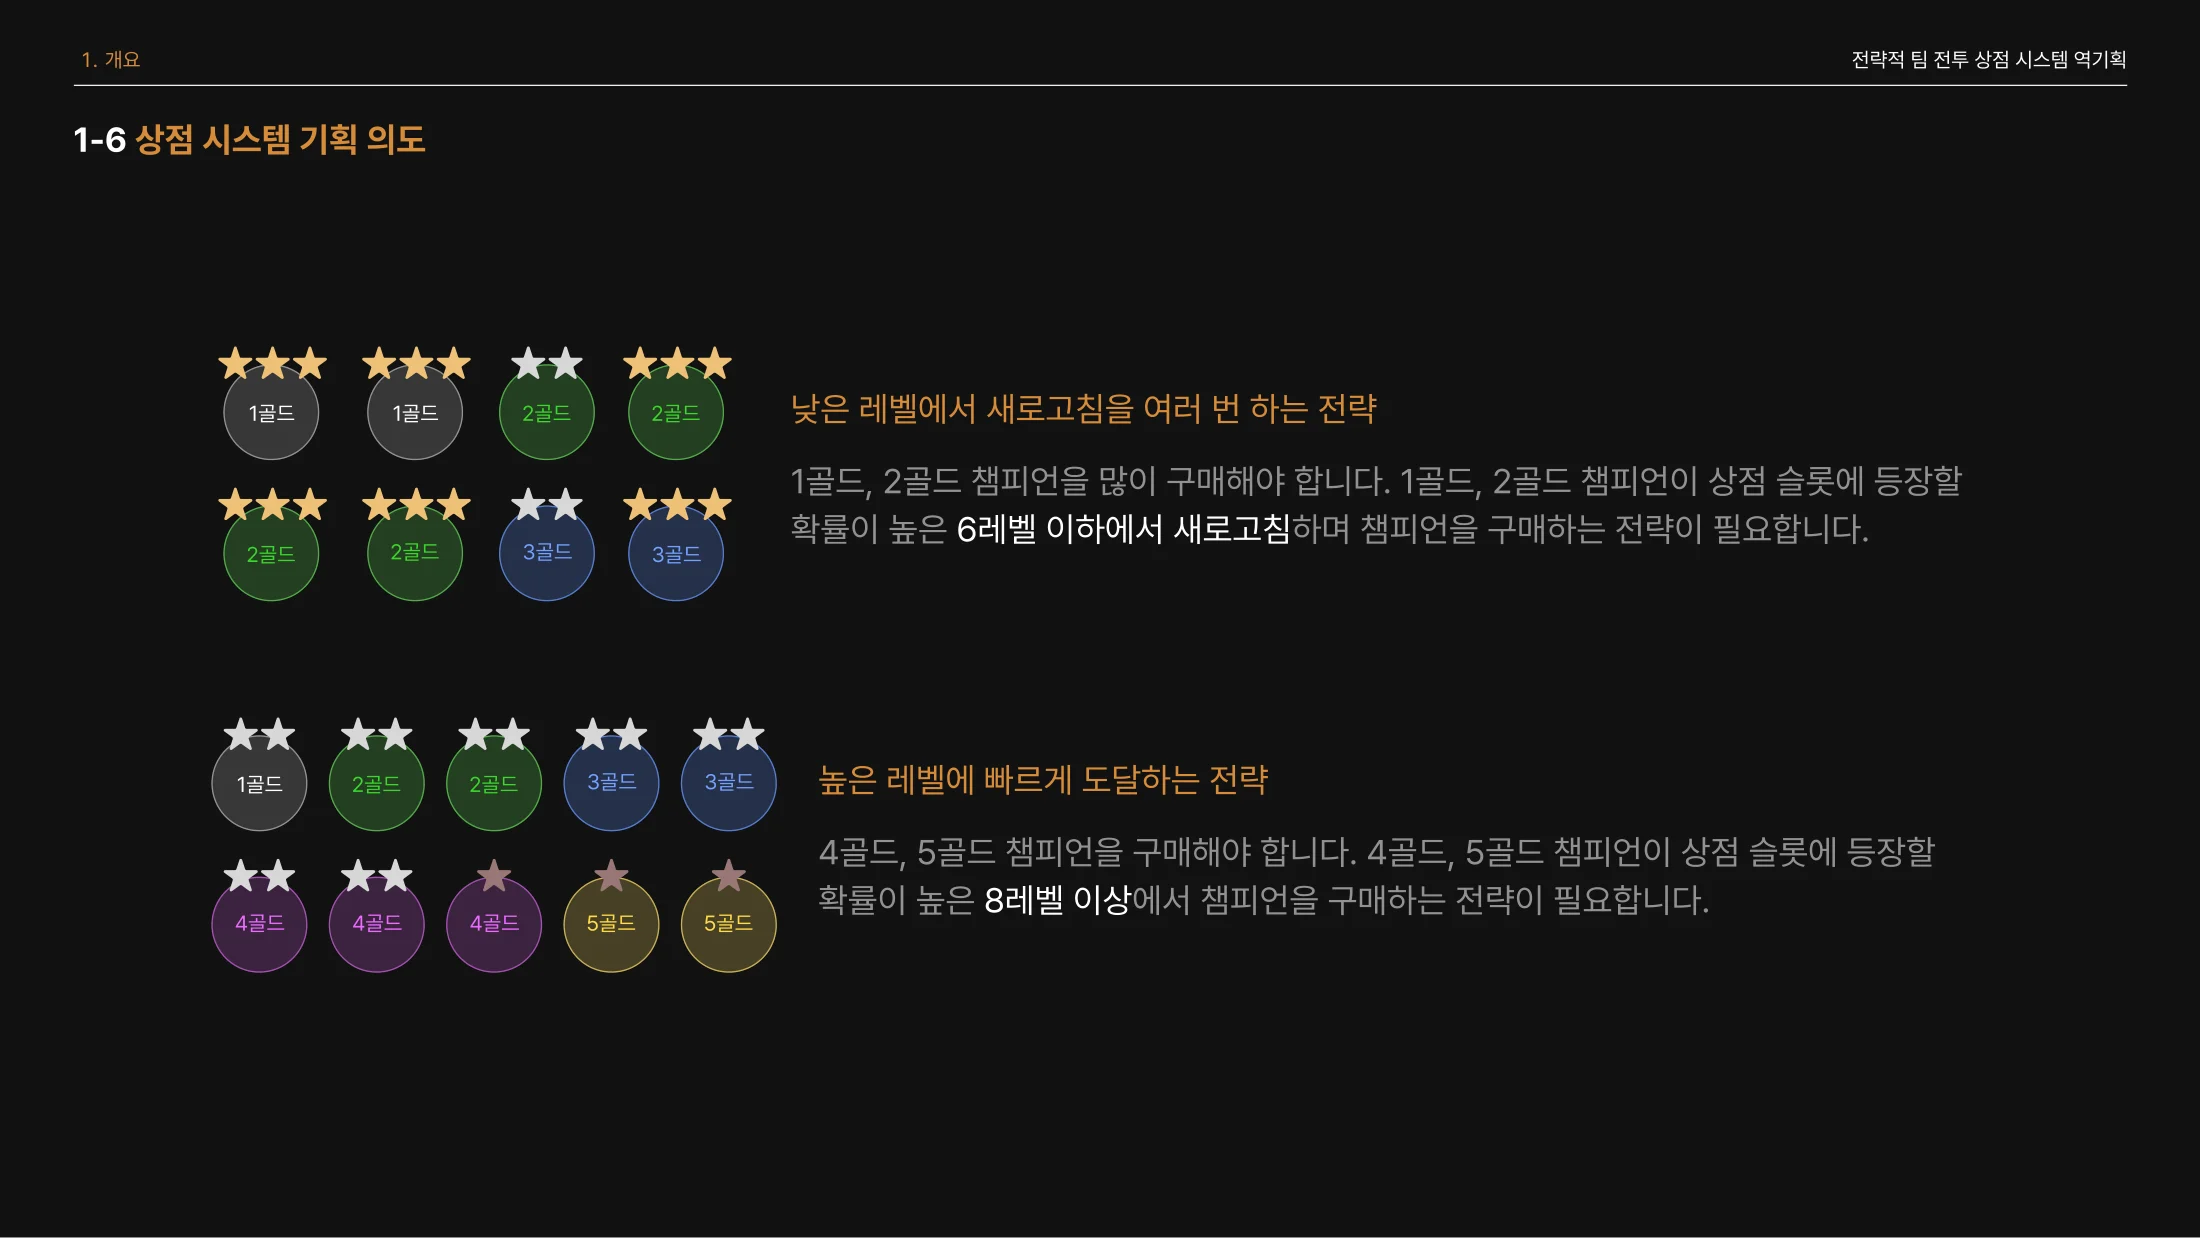 1. 개요
전략적 팀 전투 상점 시스템 역기획
1-6 상점 시스템 기획 의도
1골드 1골드 2골드 2골드
2골드 2골드 3골드 3골드
낮은 레벨에서 새로고침을 여러 번 하는 전략
1골드, 2골드 챔피언을 많이 구매해야 합니다. 1골드, 2골드 챔피언이 상점 슬롯에 등장할
확률이 높은 6레벨 이하에서 새로고침하며 챔피언을 구매하는 전략이 필요합니다.
1골드 2골드 2골드 3골드 3골드
4골드 4골드 4골드 5골드 5골드
높은 레벨에 빠르게 도달하는 전략
4골드, 5골드 챔피언을 구매해야 합니다. 4골드, 5골드 챔피언이 상점 슬롯에 등장할
확률이 높은 8레벨 이상에서 챔피언을 구매하는 전략이 필요합니다.